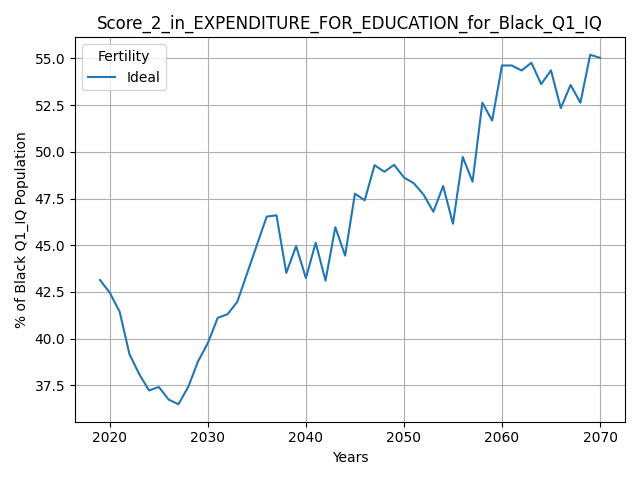 Score_2_in_EXPENDITURE_FOR_EDUCATION_for_Black_Q1_IQ
Fertility
Ideal
% of Black Q1_IQ Population
55.0
52.5
50.0
47.5
45.0
42.5
40.0
37.5
2020 2030 2040 2050 2060 2070
Years